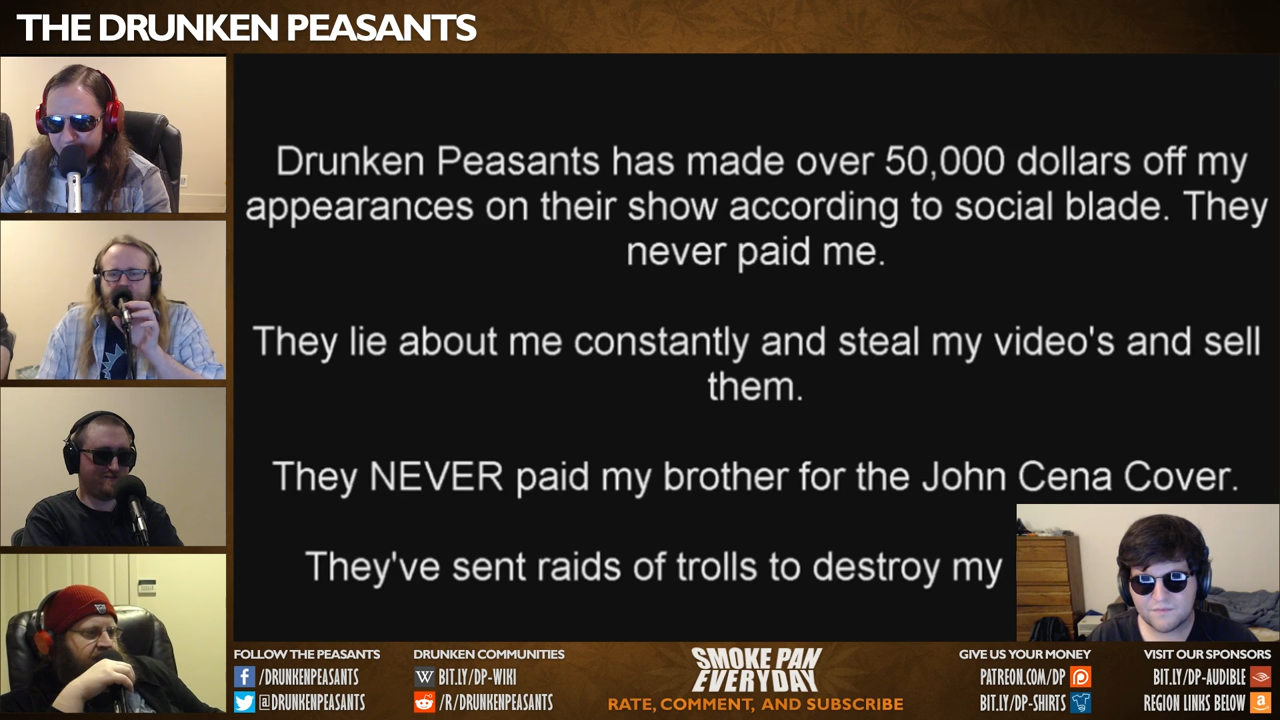 THE DRUNKEN PEASANTS
Drunken Peasants has made over 50,000 dollars off my
appearances on their show according to social blade. They
never paid me.
They lie about me constantly and steal my video's and sell
them.
They NEVER paid my brother for the John Cena Cover.
They've sent raids of trolls to destroy my
FOLLOW THE PEASANTS
/DRUNKENPEASANTS
@DRUNKENPEASANTS
DRUNKEN COMMUNITIES
BIT.LY/DP-WIKI
/R/DRUNKENPEASANTS
SMOKE PAN
EVERYDAY
RATE, COMMENT, AND SUBSCRIBE
GIVE US YOUR MONEY
PATREON.COM/DP
BIT.LY/DP-SHIRTS
VISIT OUR SPONSORS
BIT.LY/DP-AUDIBLE
REGION LINKS BELOW